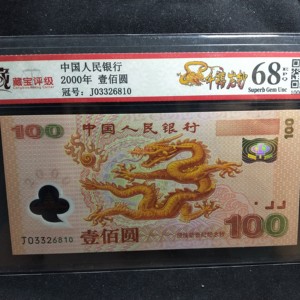 藏宝评级
中国人民银行
2000年 壹佰圆
冠号：J03326810
68 EPQ
Superb Gem Unc
100 中国人民银行
J03326810
壹佰圆
100